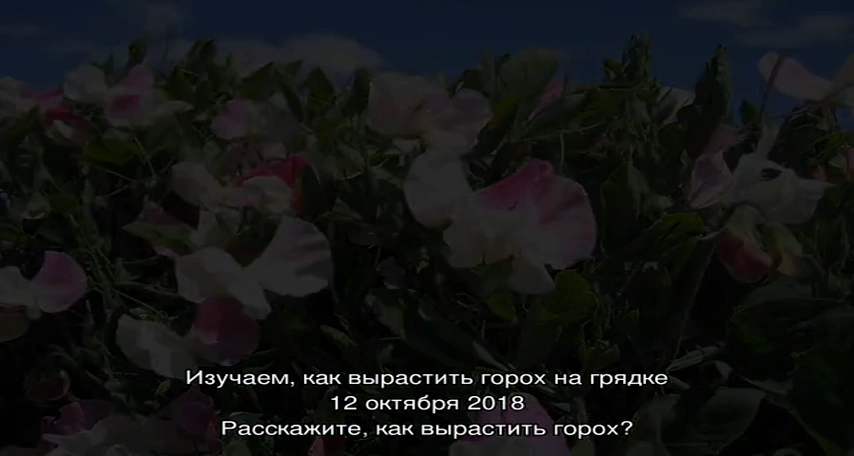 Изучаем, как вырастить горох на грядке
12 октября 2018
Расскажите, как вырастить горох?